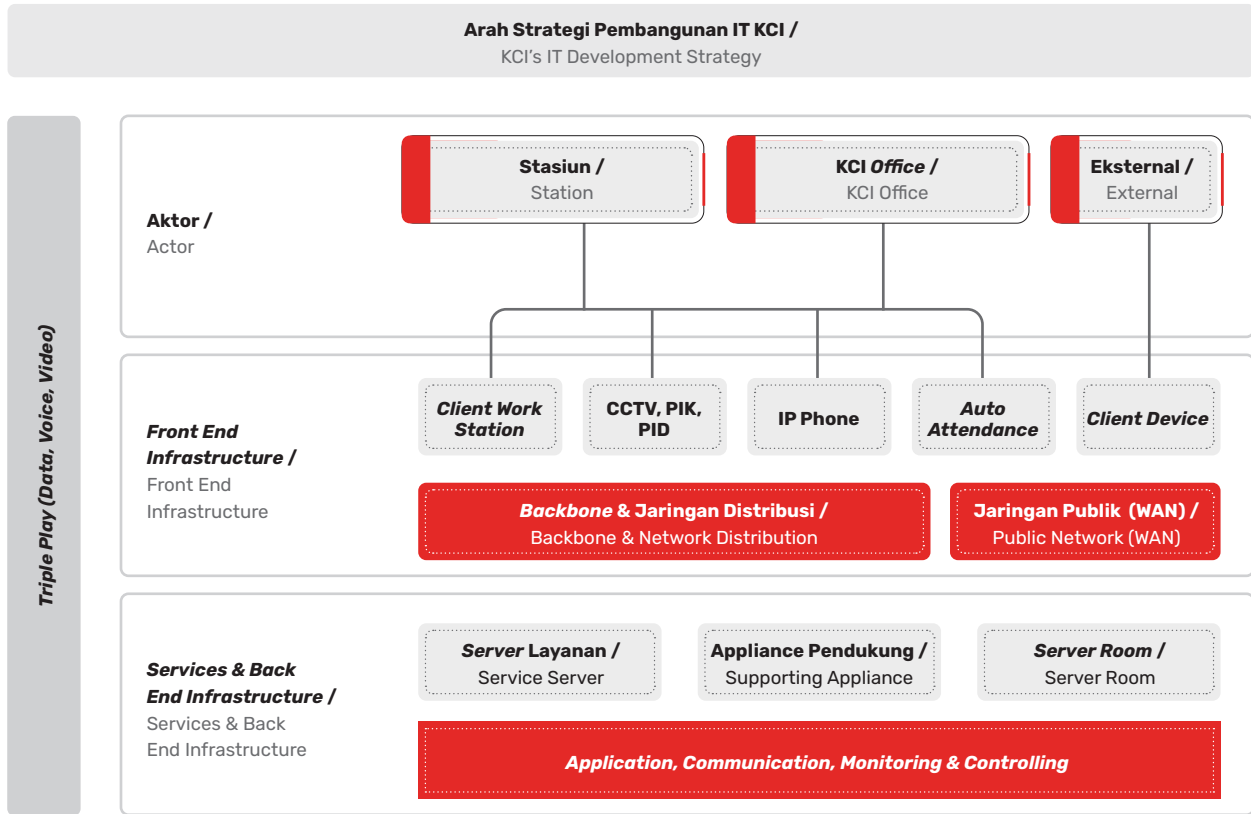 Arah Strategi Pembangunan IT KCI /
KCI's IT Development Strategy
Triple Play (Data, Voice, Video)
Aktor /
Actor
Stasiun /
Station
KCI Office /
KCI Office
Eksternal /
External
Front End
Infrastructure /
Front End
Infrastructure
Client Work
Station
CCTV, PIK,
PID
IP Phone
Auto
Attendance
Client Device
Backbone & Jaringan Distribusi /
Backbone & Network Distribution
Jaringan Publik (WAN) /
Public Network (WAN)
Services & Back
End Infrastructure /
Services & Back
End Infrastructure
Server Layanan /
Service Server
Appliance Pendukung /
Supporting Appliance
Server Room /
Server Room
Application, Communication, Monitoring & Controlling